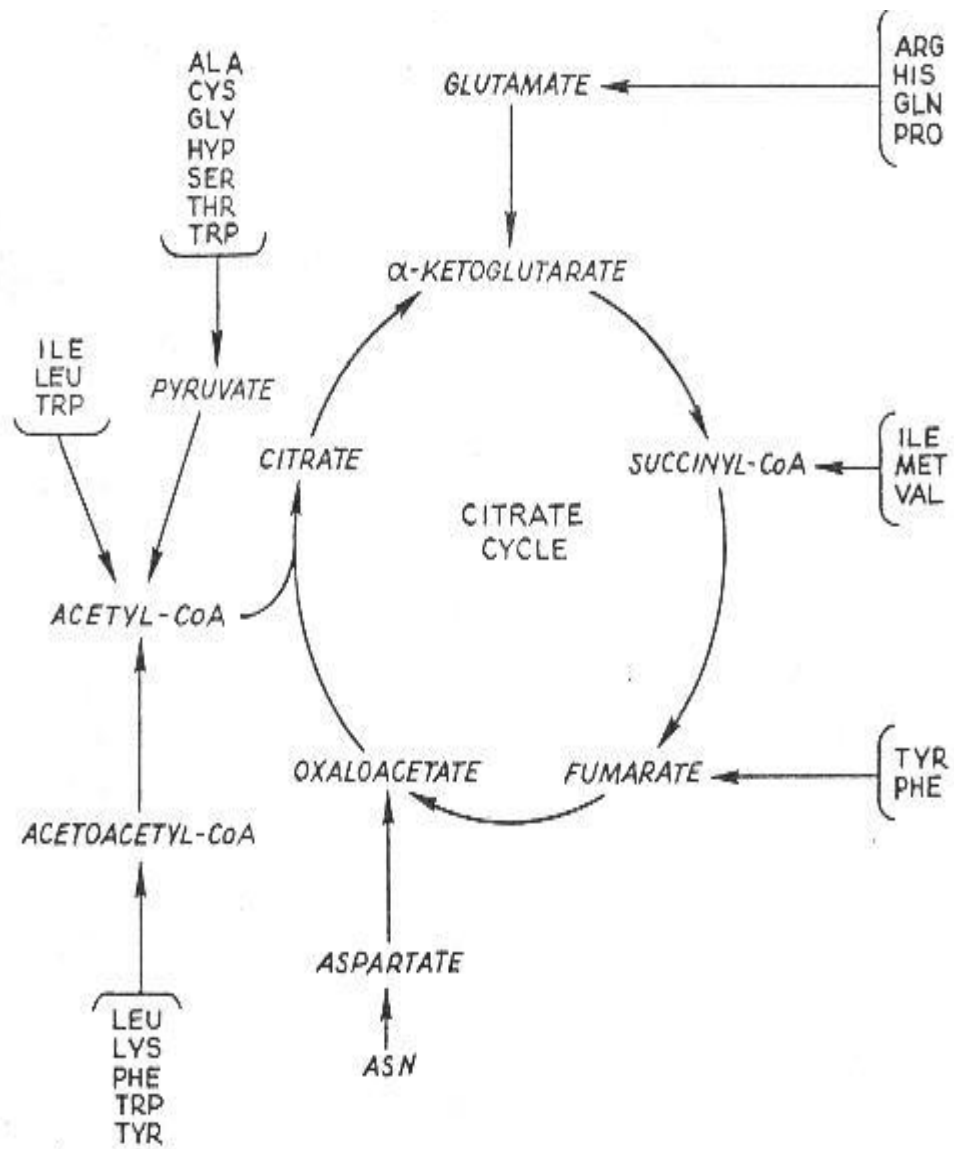 ALA
CYS
GLY
HYP
SER
THR
TRP
GLUTAMATE
ARG
HIS
GLN
PRO
α-KETOGLUTARATE
ILE
LEU
TRP
PYRUVATE
CITRATE
SUCCINYL-CoA
ILE
MET
VAL
CITRATE
CYCLE
ACETYL-CoA
OXALOACETATE
FUMARATE
TYR
PHE
ACETOACETYL-CoA
ASPARTATE
LEU
LYS
PHE
TRP
TYR
ASN